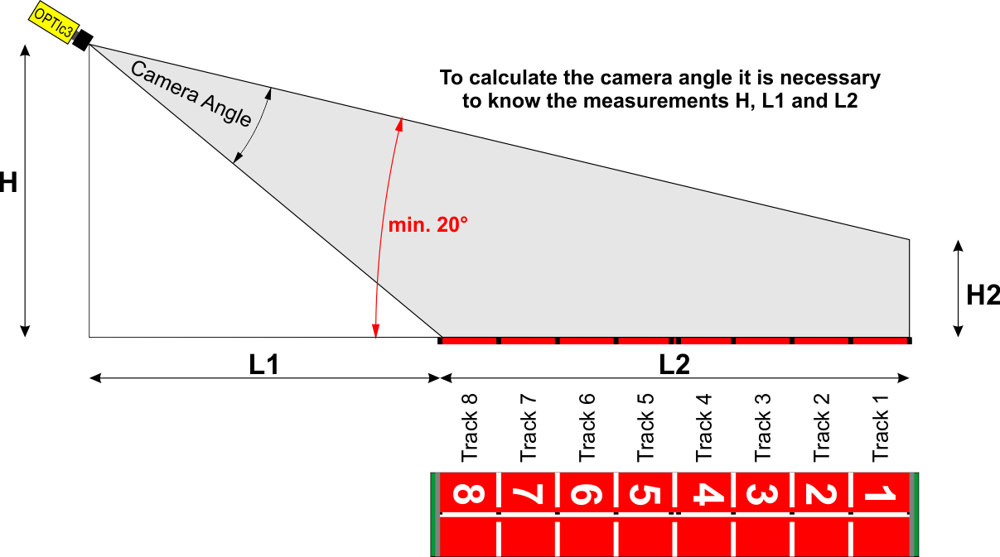 OPTIc3
Camera Angle
To calculate the camera angle it is necessary
to know the measurements H, L1 and L2
H
min. 20°
H2
L1
L2
Track 8
Track 7
Track 6
Track 5
Track 4
Track 3
Track 2
Track 1
8
7
6
5
4
3
2
1